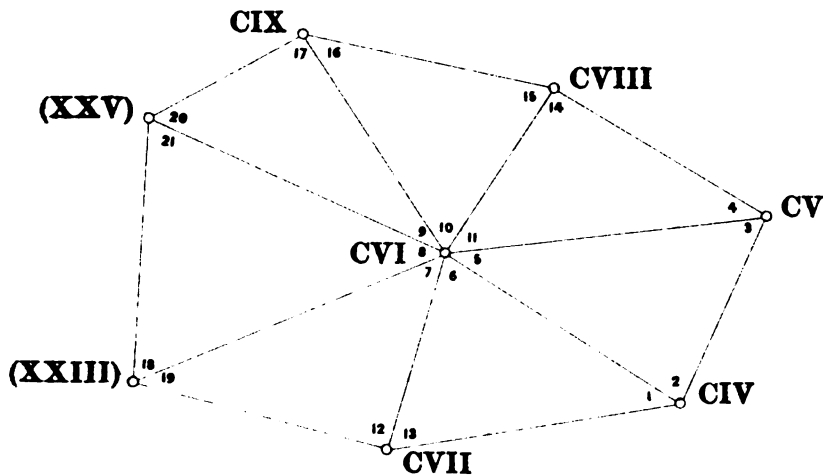 CIX
17 16
CVIII
15
14
(XXV)
20
21
4
CV
3
9 10 11
CVI 8 5
7 6
18
(XXIII) 19
2
1 CIV
12 13
CVII